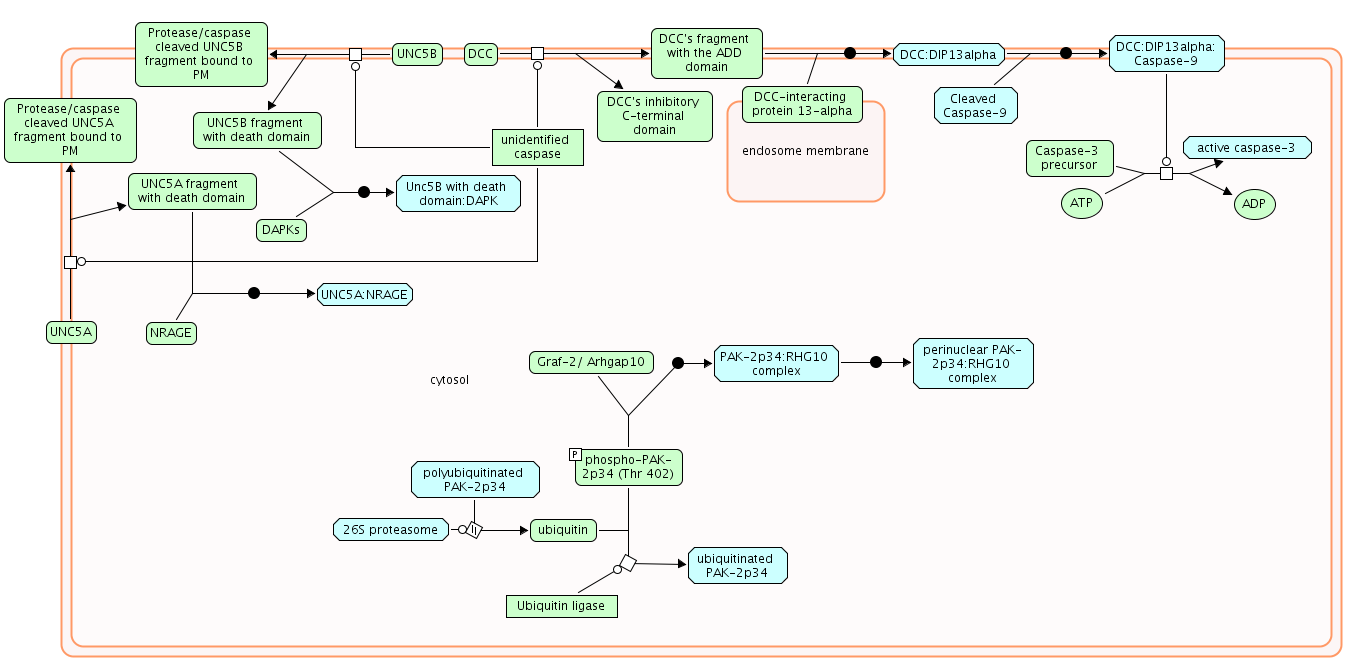 Protease/caspase
cleaved UNC5B
fragment bound to
PM
UNC5B
DCC
DCC's fragment
with the ADD
domain
DCC:DIP13alpha
DCC:DIP13alpha:
Caspase-9
Protease/caspase
cleaved UNC5A
fragment bound to
PM
UNC5B fragment
with death domain
unidentified
caspase
DCC's inhibitory
C-terminal
domain
DCC-interacting
protein 13-alpha
endosome membrane
Cleaved
Caspase-9
Caspase-3
precursor
active caspase-3
ATP
ADP
UNC5A fragment
with death domain
Unc5B with death
domain:DAPK
DAPKs
UNC5A:NRAGE
UNC5A
NRAGE
Graf-2/ Arhgap10
PAK-2p34:RHG10
complex
perinuclear PAK-
2p34:RHG10
complex
cytosol
P
phospho-PAK-
2p34 (Thr 402)
polyubiquitinated
PAK-2p34
26S proteasome
ubiquitin
ubiquitinated
PAK-2p34
Ubiquitin ligase